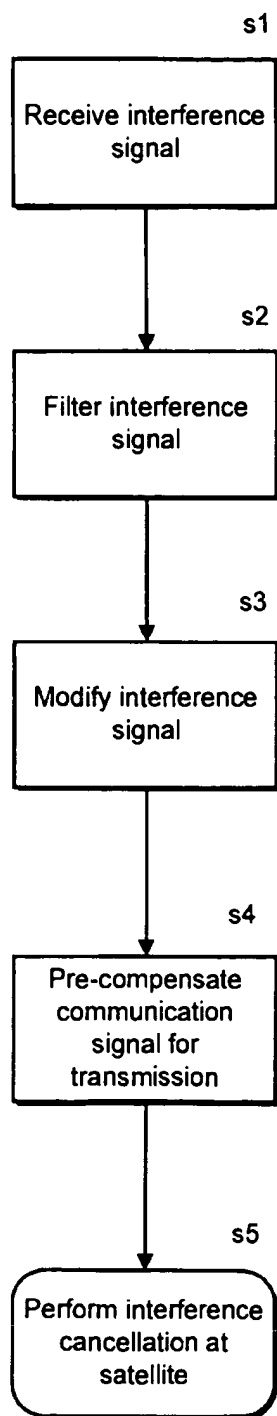 s1
Receive interference
signal
s2
Filter interference
signal
s3
Modify interference
signal
s4
Pre-compensate
communication
signal for
transmission
s5
Perform interference
cancellation at
satellite